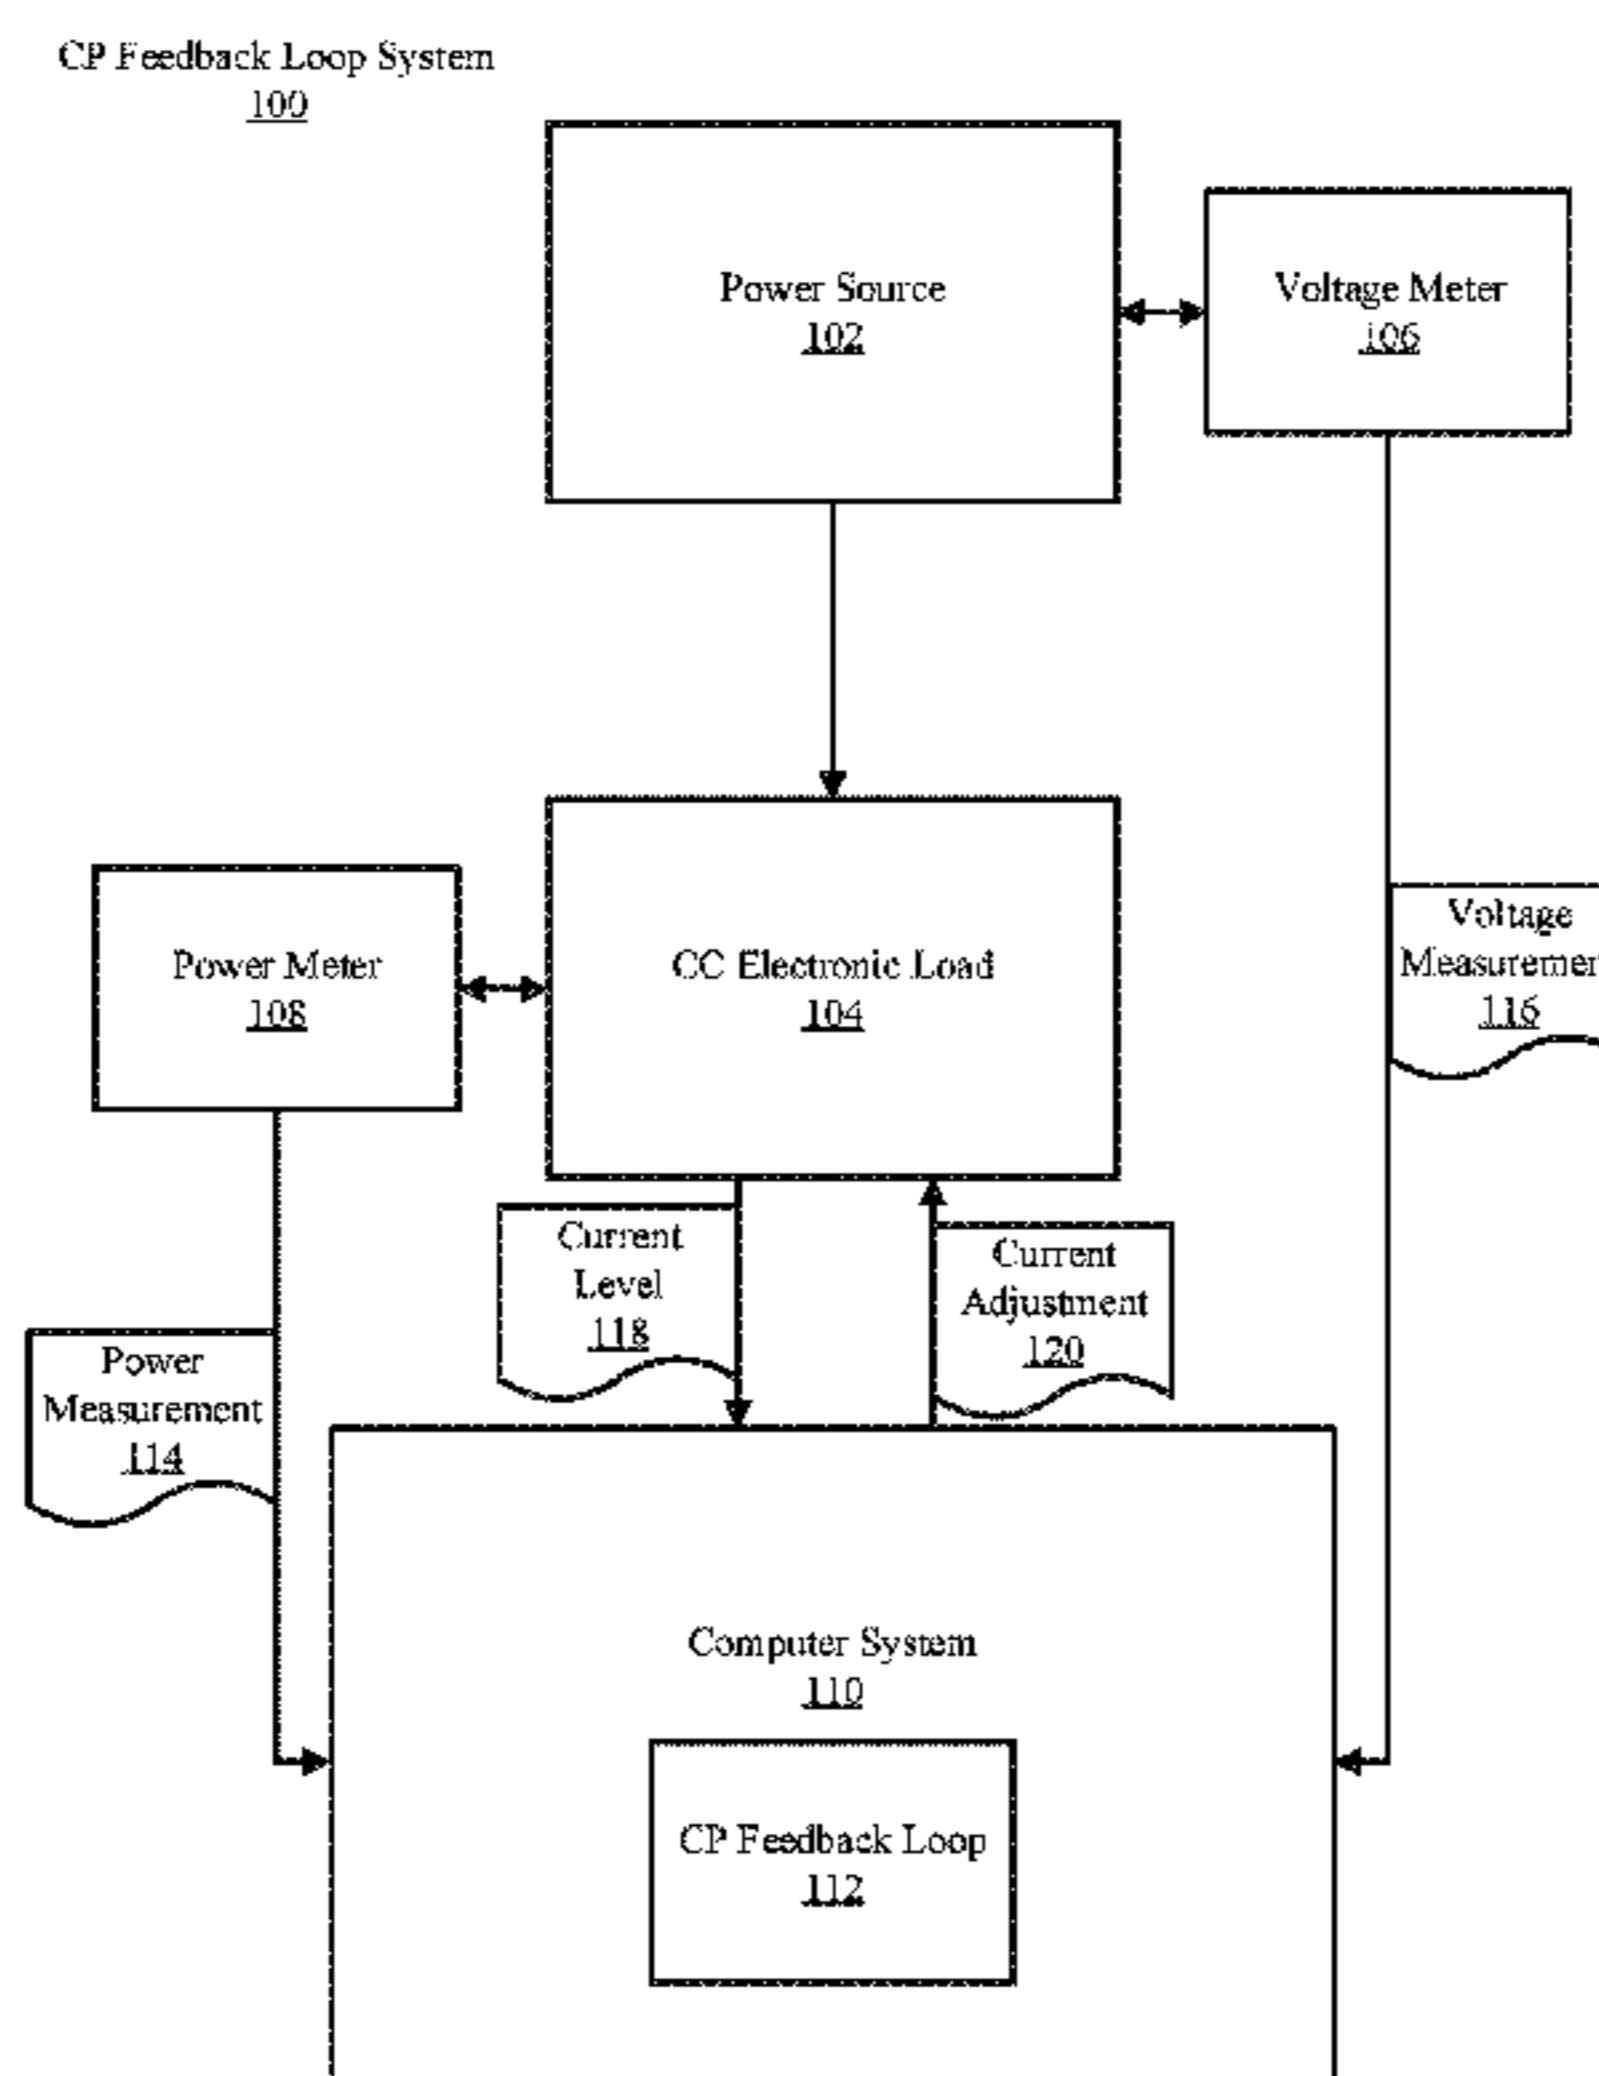 CP Feedback Loop System
100
Power Source
102
Voltage Meter
106
Power Meter
108
CC Electronic Load
104
Voltage
Measuremen
116
Current
Level
118
Current
Adjustment
120
Power
Measurement
114
Computer System
110
CP Feedback Loop
112